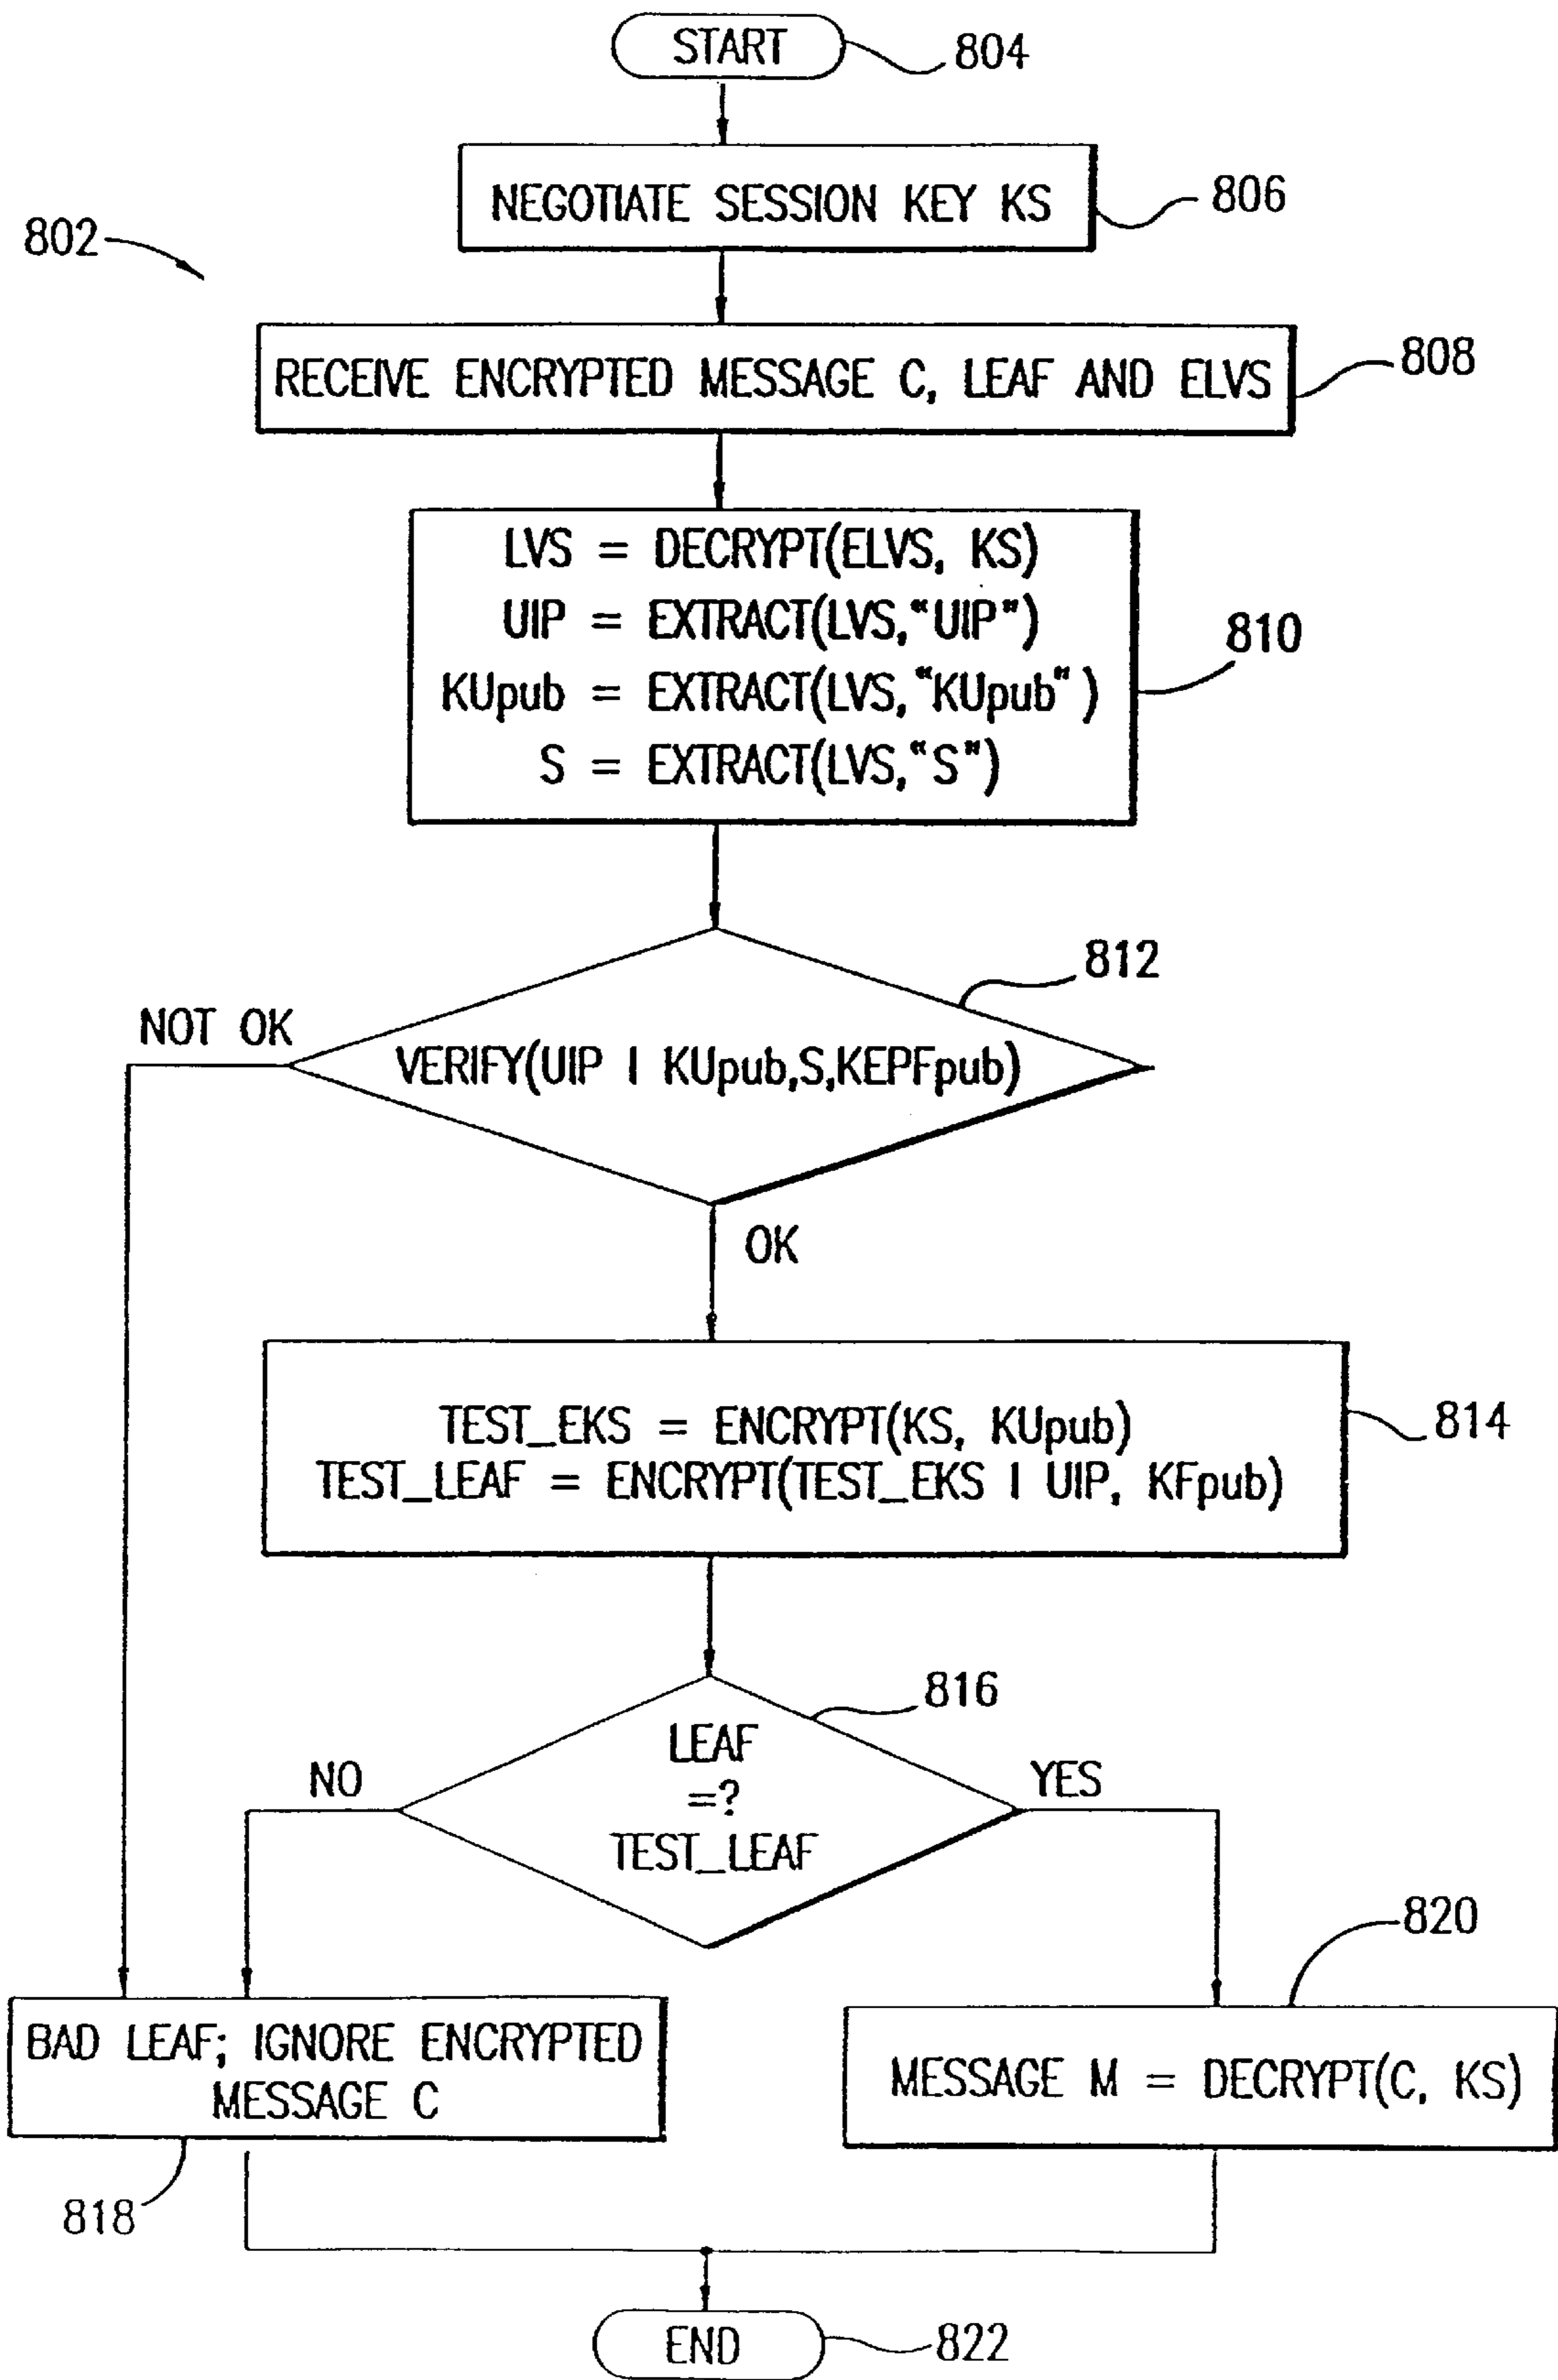 START
804
NEGOTIATE SESSION KEY KS
806
802
RECEIVE ENCRYPTED MESSAGE C, LEAF AND ELVS
808
LVS = DECRYPT(ELVS, KS)
UIP = EXTRACT(LVS,"UIP")
KUpub = EXTRACT(LVS,"KUpub")
S = EXTRACT(LVS,"S")
810
812
NOT OK
VERIFY(UIP | KUpub,S,KEPFpub)
OK
TEST_EKS = ENCRYPT(KS, KUpub)
TEST_LEAF = ENCRYPT(TEST_EKS | UIP, KFpub)
814
816
LEAF
=?
TEST_LEAF
NO
YES
820
BAD LEAF; IGNORE ENCRYPTED
MESSAGE C
MESSAGE M = DECRYPT(C, KS)
818
END
822